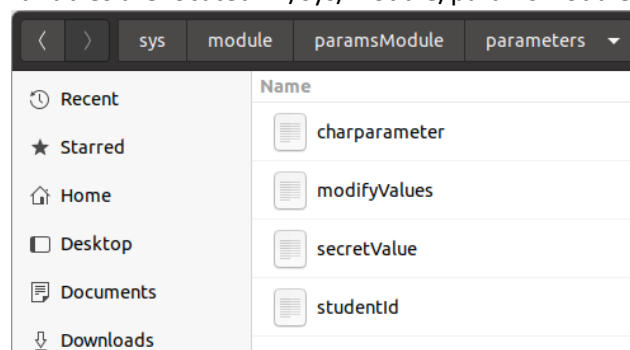 sys module paramsModule parameters
Name
Recent
Starred
Home
Desktop
Documents
Downloads
charparameter
modifyValues
secretValue
studentId